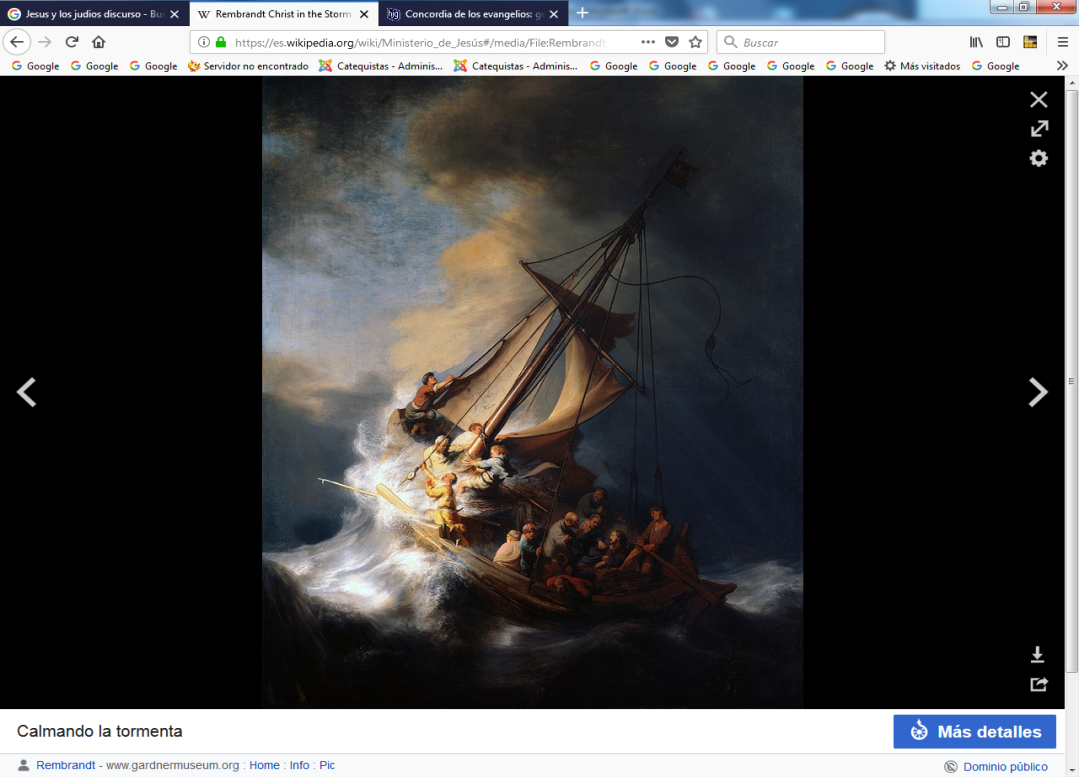 Jesus y los judios discurso - Bu
Rembrandt Christ in the Storm
Concordia de los evangelios: g
https://es.wikipedia.org/wiki/Ministerio_de_Jesús#/media/File:Rembrandt
Buscar
Google
Google
Google
Servidor no encontrado
Catequistas - Adminis...
Catequistas - Adminis...
Google
Google
Google
Google
Google
Más visitados
Google
Calmando la tormenta
Más detalles
Rembrandt - www.gardnermuseum.org : Home : Info : Pic
Dominio público